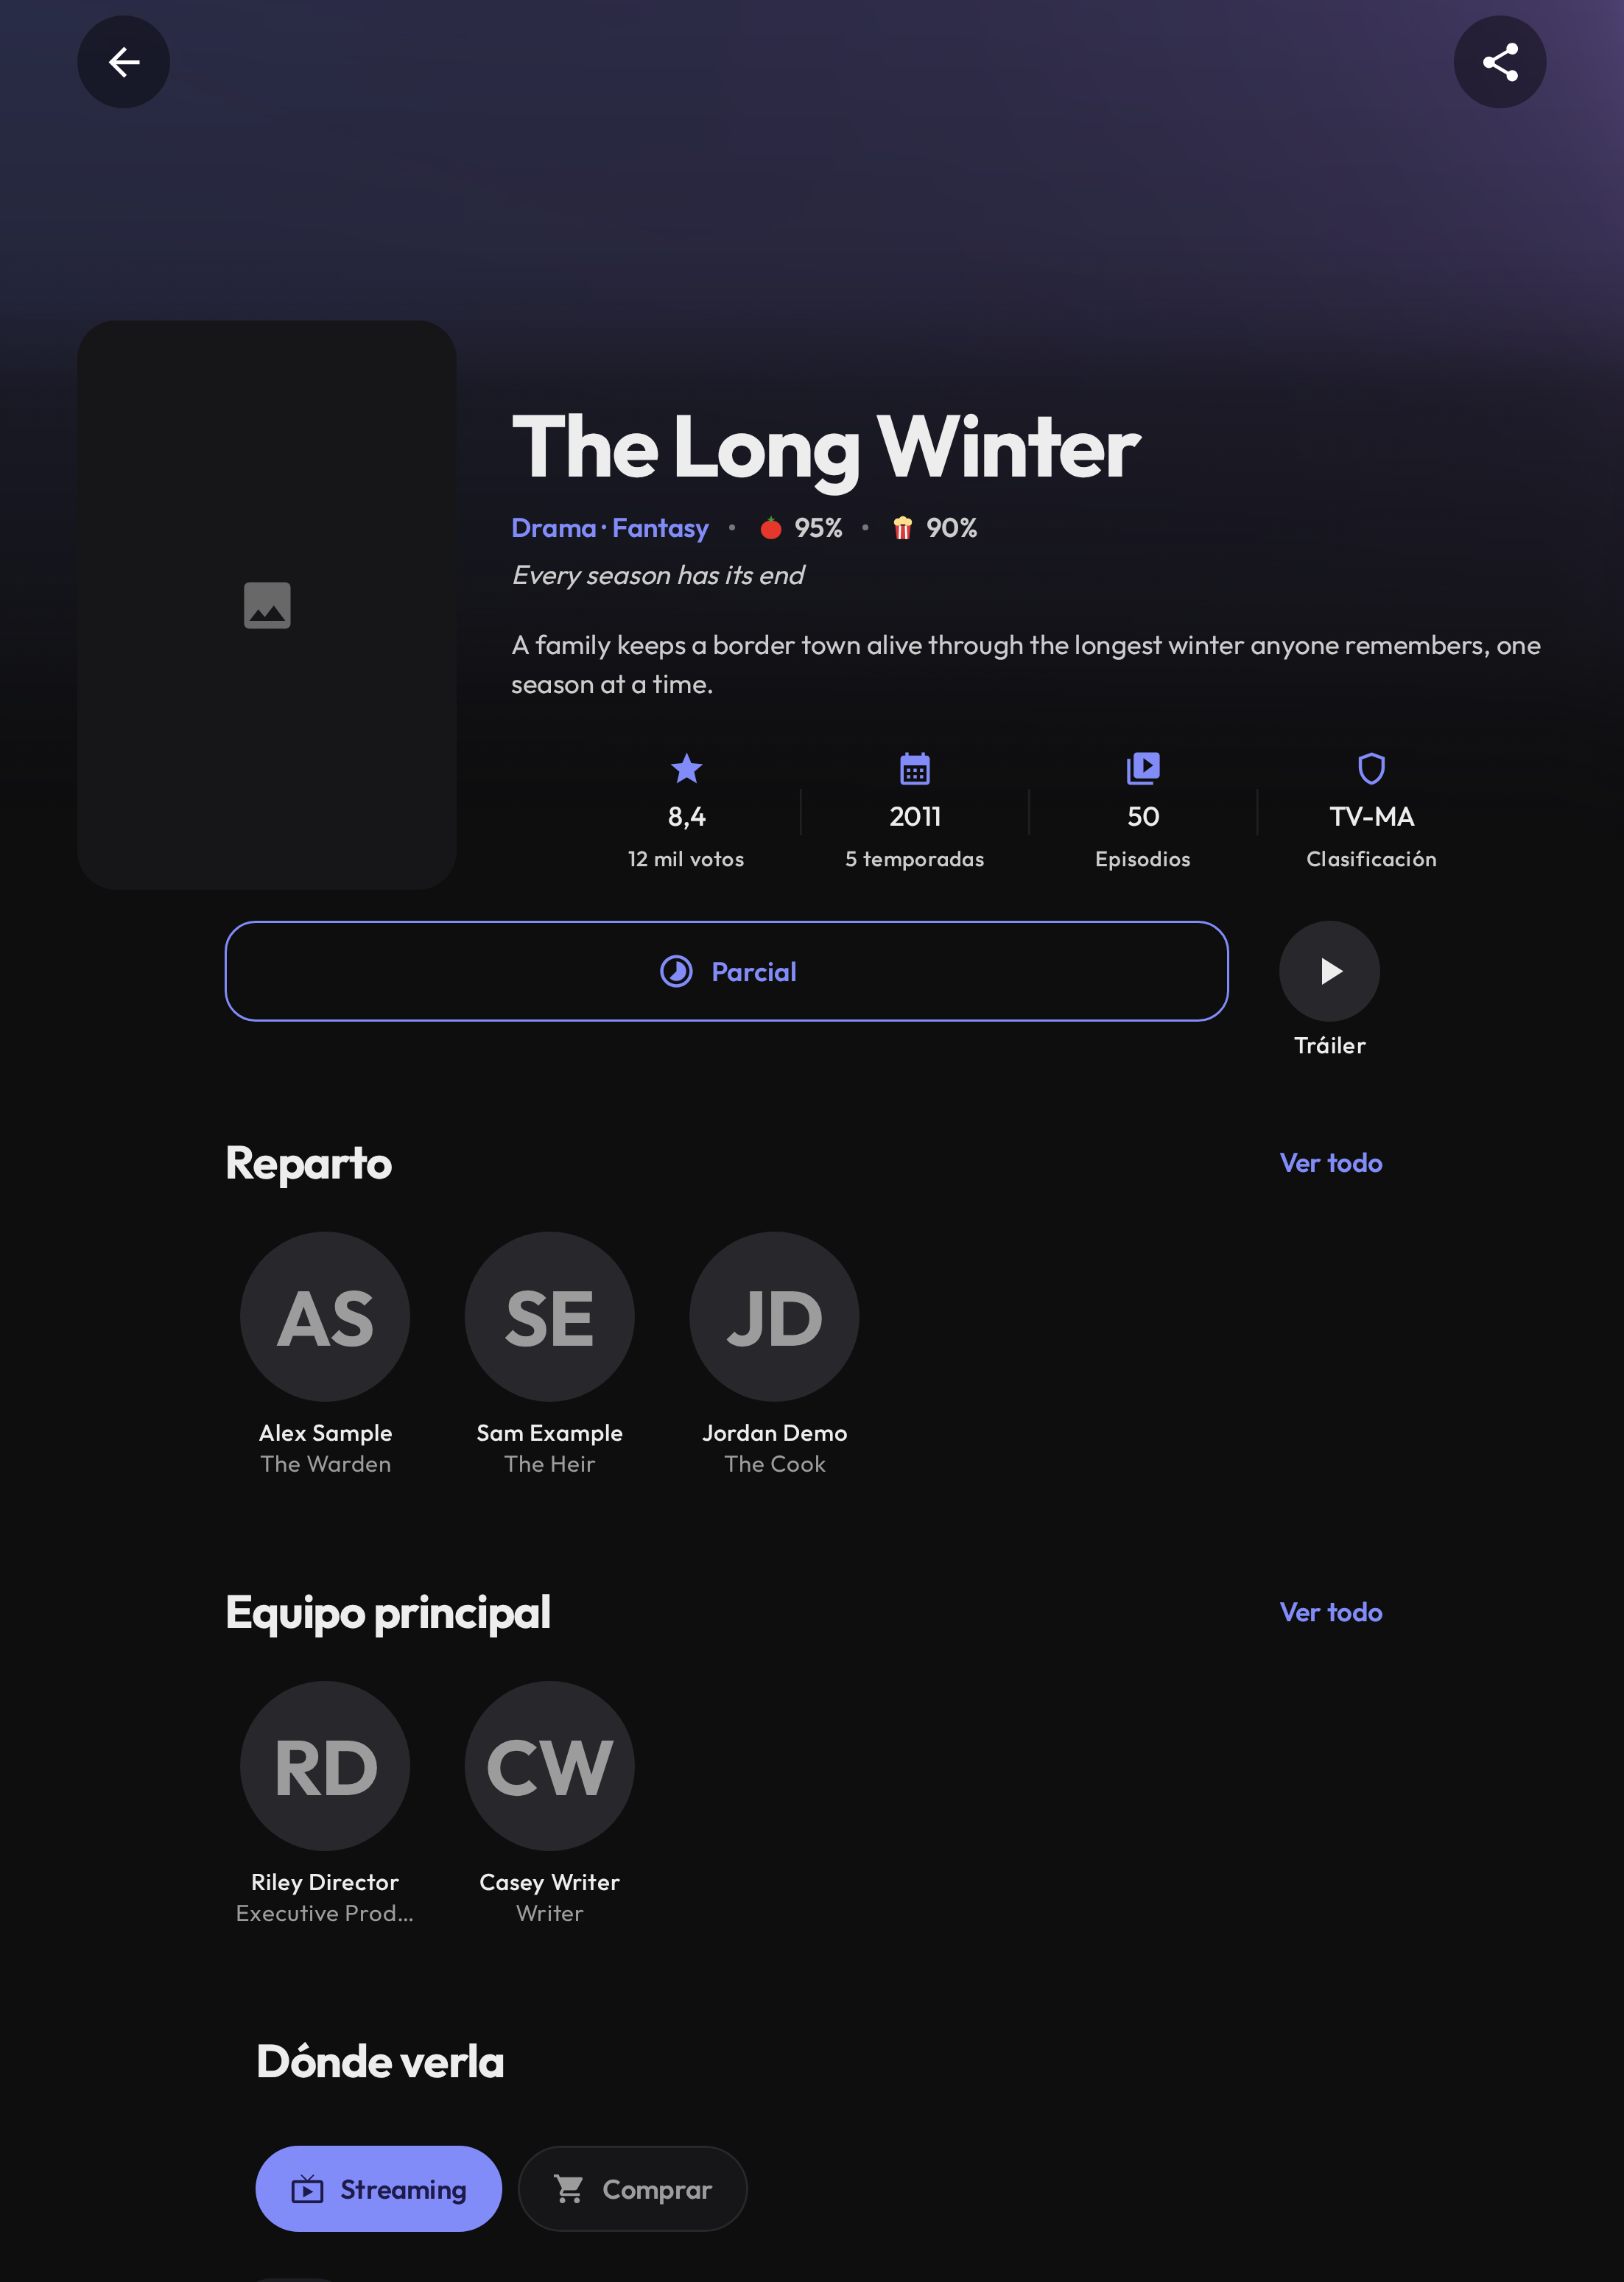 The Long Winter
Drama · Fantasy • 95% • 90%
Every season has its end
A family keeps a border town alive through the longest winter anyone remembers, one
season at a time.
8,4 2011 50 TV-MA
12 mil votos 5 temporadas Episodios Clasificación
Parcial
Tráiler
Reparto Ver todo
AS SE JD
Alex Sample Sam Example Jordan Demo
The Warden The Heir The Cook
Equipo principal Ver todo
RD CW
Riley Director Casey Writer
Executive Prod... Writer
Dónde verla
Streaming Comprar